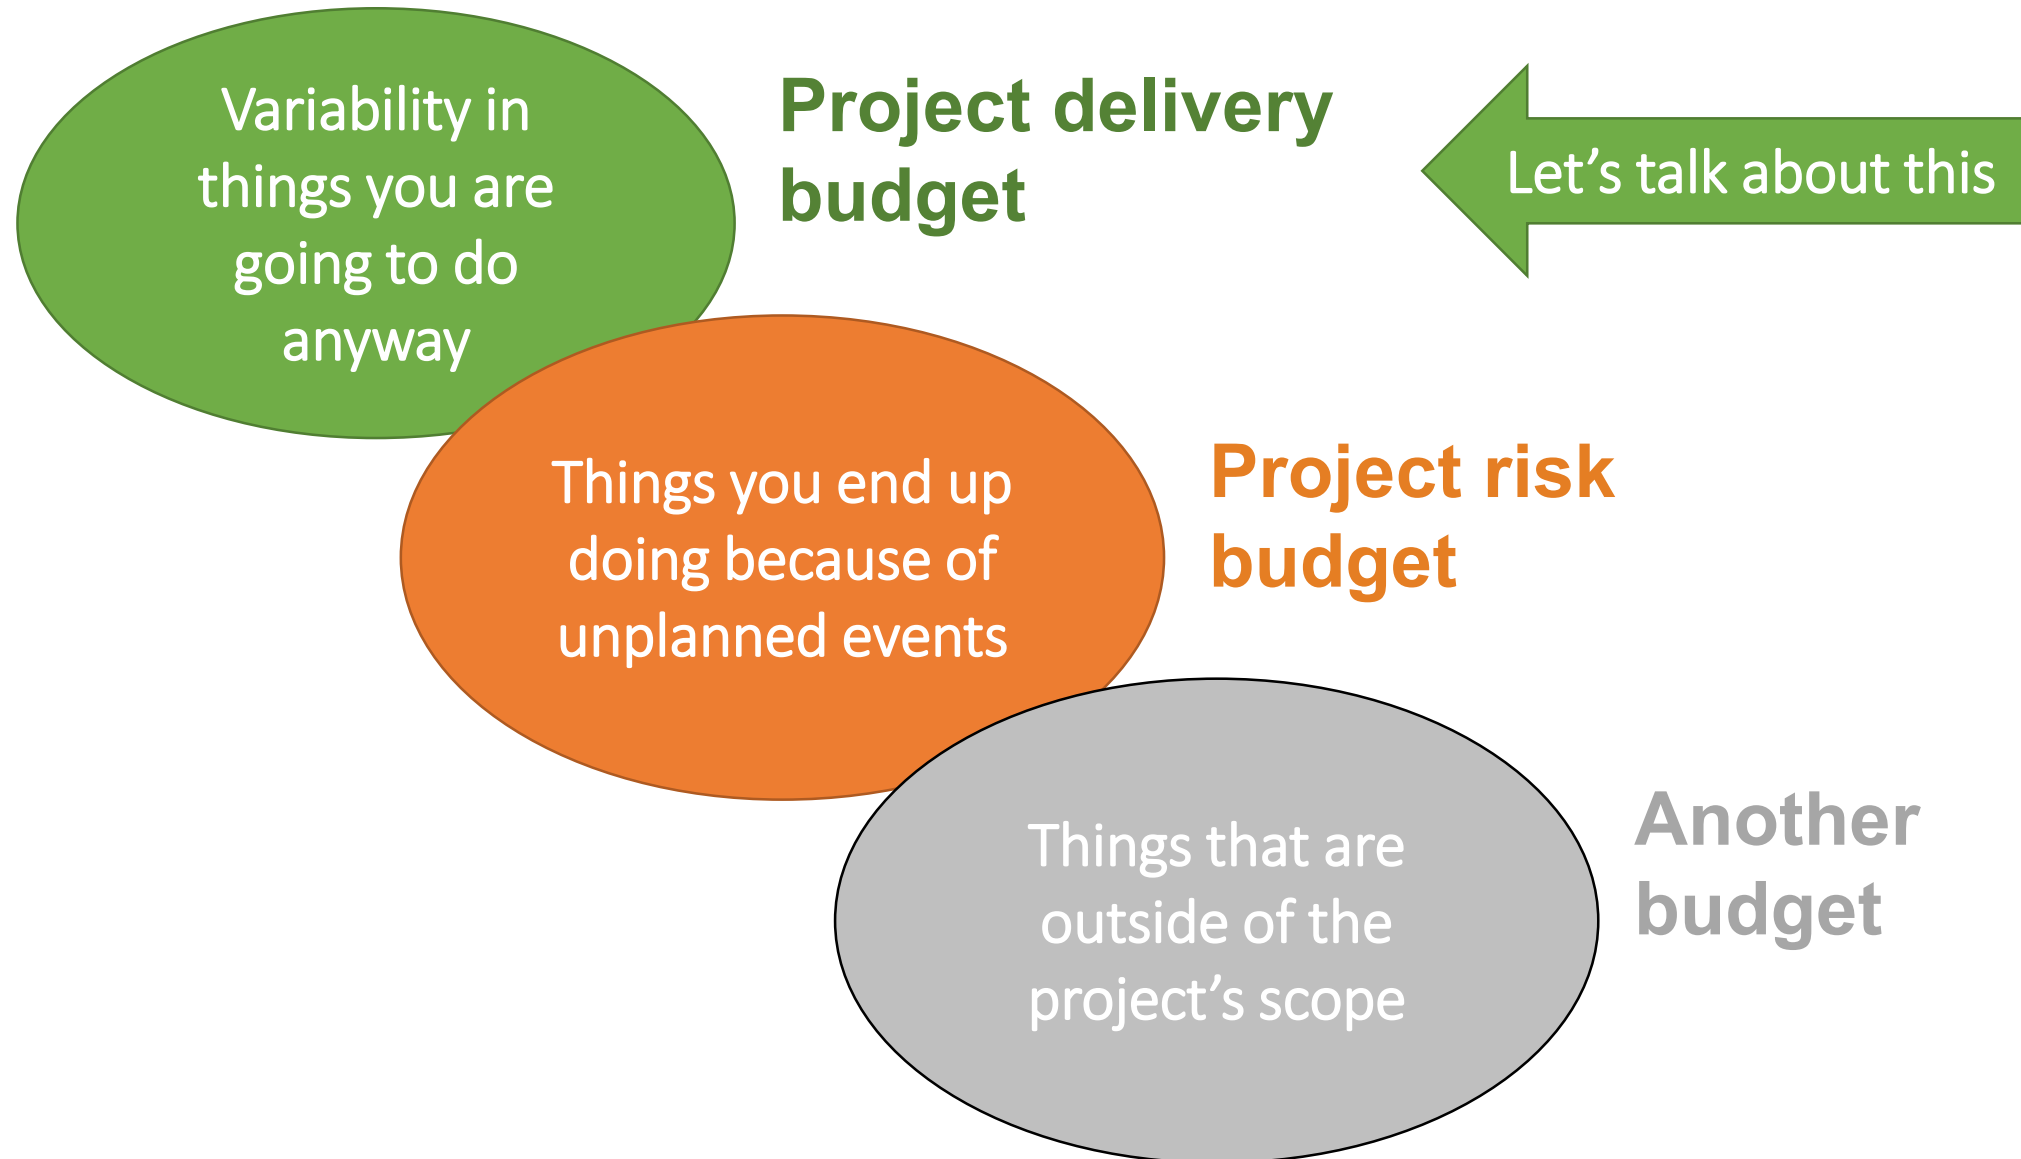 Variability in
things you are
going to do
anyway
Project delivery
budget
Let’s talk about this
Things you end up
doing because of
unplanned events
Project risk
budget
Things that are
outside of the
project’s scope
Another
budget